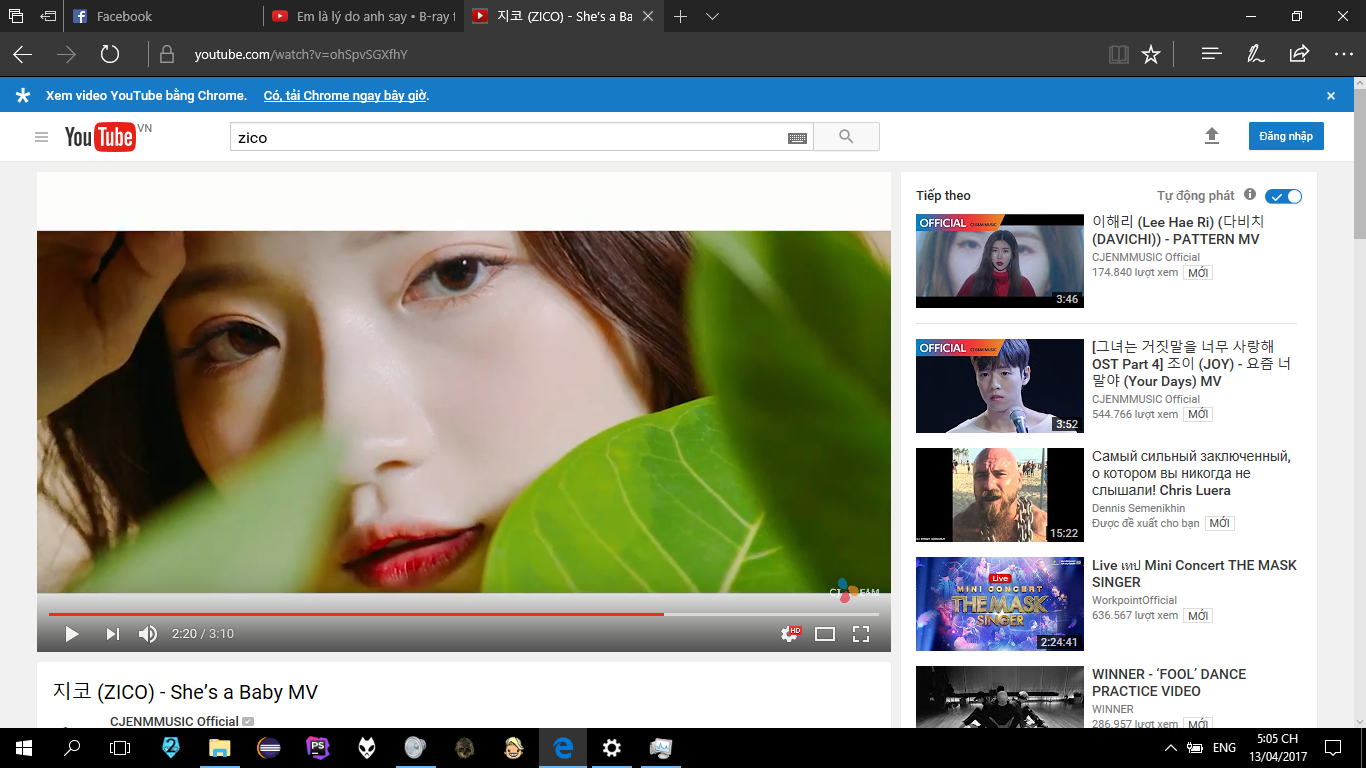 Facebook
Em là lý do anh say • B-ray f
지코 (ZICO) - She's a Ba
youtube.com/watch?v=ohSpvSGXfhY
Xem video YouTube bằng Chrome. Có, tải Chrome ngay bây giờ.
YouTube VN
zico
Đăng nhập
Tiếp theo
Tự động phát
OFFICIAL CJ E&M MUSIC
3:46
이해리 (Lee Hae Ri) (다비치
(DAVICHI)) - PATTERN MV
CJENMMUSIC Official
174.840 lượt xem MỚI
OFFICIAL CJ E&M MUSIC
3:52
[그녀는 거짓말을 너무 사랑해
OST Part 4] 조이 (JOY) - 요즘 너
말야 (Your Days) MV
CJENMMUSIC Official
544.766 lượt xem MỚI
15:22
Самый сильный заключенный,
о котором вы никогда не
слышали! Chris Luera
Dennis Semenikhin
Được đề xuất cho bạn MỚI
Live
MINI CONCERT
THE MASK
SINGER
2:24:41
Live เทป Mini Concert THE MASK
SINGER
WorkpointOfficial
636.567 lượt xem MỚI
WINNER - ‘FOOL’ DANCE
PRACTICE VIDEO
WINNER
286.957 lượt xem MỚI
CJ E&M
2:20 / 3:10
HD
지코 (ZICO) - She’s a Baby MV
CJENMMUSIC Official
2
PS
ENG
5:05 CH
13/04/2017